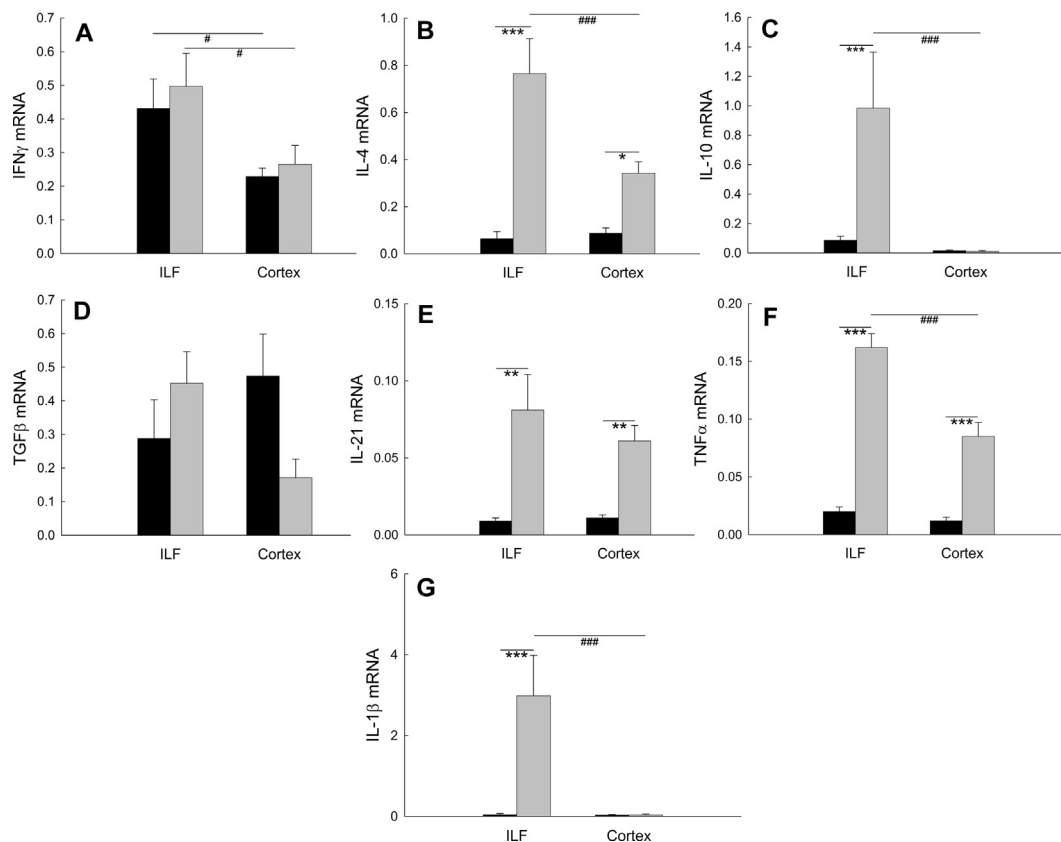 A
IFNγ mRNA
0.7
0.6
0.5
0.4
0.3
0.2
0.1
0.0
#
#
ILF
Cortex
B
IL-4 mRNA
1.0
0.8
0.6
0.4
0.2
0.0
***
###
*
ILF
Cortex
C
IL-10 mRNA
1.6
1.4
1.2
1.0
0.8
0.6
0.4
0.2
0.0
***
###
ILF
Cortex
D
TGFβ mRNA
0.7
0.6
0.5
0.4
0.3
0.2
0.1
0.0
ILF
Cortex
E
IL-21 mRNA
0.15
0.10
0.05
0.00
**
**
ILF
Cortex
F
TNFα mRNA
0.20
0.15
0.10
0.05
0.00
***
###
***
ILF
Cortex
G
IL-1β mRNA
6
4
2
0
***
###
ILF
Cortex